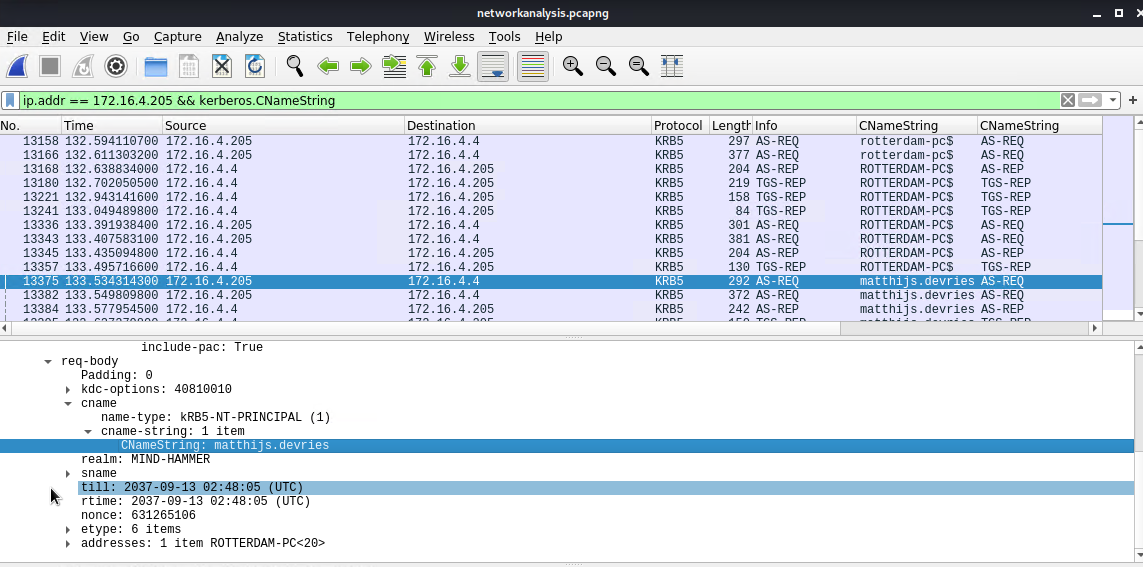 networkanalysis.pcapng
File Edit View Go Capture Analyze Statistics Telephony Wireless Tools Help
ip.addr == 172.16.4.205 && kerberos.CNameString
No. Time Source Destination Protocol Length Info CNameString CNameString
13158 132.594110700 172.16.4.205 172.16.4.4 KRB5 297 AS-REQ rotterdam-pc$ AS-REQ
13166 132.611303200 172.16.4.205 172.16.4.4 KRB5 377 AS-REQ rotterdam-pc$ AS-REQ
13168 132.638834000 172.16.4.4 172.16.4.205 KRB5 204 AS-REP ROTTERDAM-PC$ AS-REP
13180 132.702050500 172.16.4.4 172.16.4.205 KRB5 219 TGS-REP ROTTERDAM-PC$ TGS-REP
13221 132.943141600 172.16.4.4 172.16.4.205 KRB5 158 TGS-REP ROTTERDAM-PC$ TGS-REP
13241 133.049489800 172.16.4.4 172.16.4.205 KRB5 84 TGS-REP ROTTERDAM-PC$ TGS-REP
13336 133.391938400 172.16.4.205 172.16.4.4 KRB5 301 AS-REQ ROTTERDAM-PC$ AS-REQ
13343 133.407583100 172.16.4.205 172.16.4.4 KRB5 381 AS-REQ ROTTERDAM-PC$ AS-REQ
13345 133.435094800 172.16.4.4 172.16.4.205 KRB5 204 AS-REP ROTTERDAM-PC$ AS-REP
13357 133.495716600 172.16.4.4 172.16.4.205 KRB5 130 TGS-REP ROTTERDAM-PC$ TGS-REP
13375 133.534314300 172.16.4.205 172.16.4.4 KRB5 292 AS-REQ matthijs.devries AS-REQ
13382 133.549809800 172.16.4.205 172.16.4.4 KRB5 372 AS-REQ matthijs.devries AS-REQ
13384 133.577954500 172.16.4.4 172.16.4.205 KRB5 242 AS-REP matthijs.devries AS-REP
include-pac: True
req-body
Padding: 0
kdc-options: 40810010
cname
name-type: kRB5-NT-PRINCIPAL (1)
cname-string: 1 item
CNameString: matthijs.devries
realm: MIND-HAMMER
sname
till: 2037-09-13 02:48:05 (UTC)
rtime: 2037-09-13 02:48:05 (UTC)
nonce: 631265106
etype: 6 items
addresses: 1 item ROTTERDAM-PC<20>